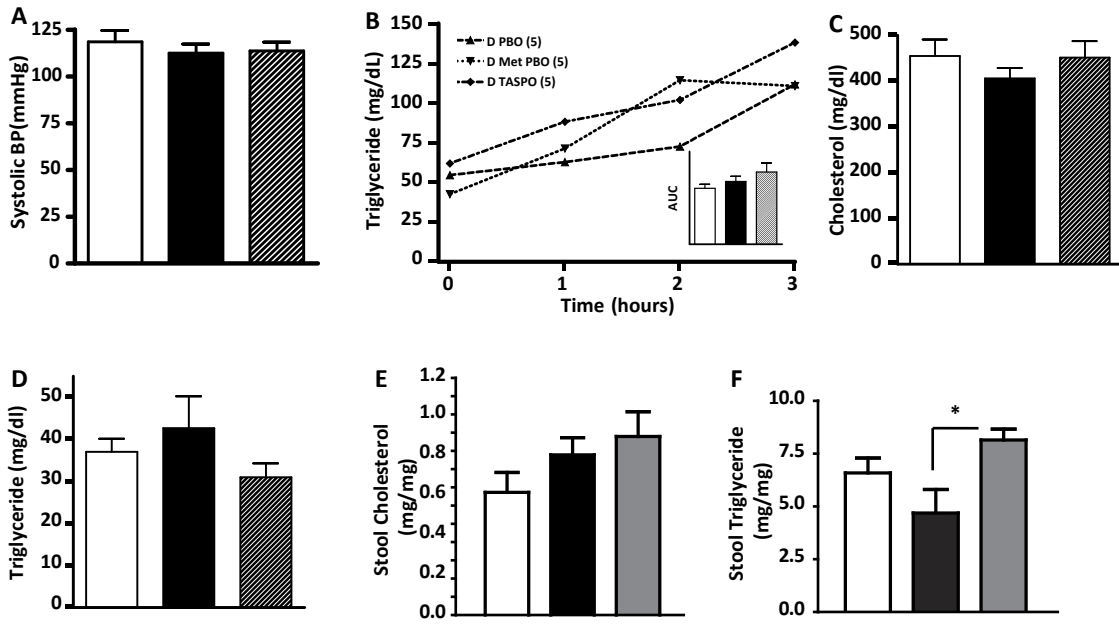 A
Systolic BP(mmHg)
125
100
75
50
25
0
B
Triglyceride (mg/dL)
150
125
100
75
50
25
0
D PBO (5)
D Met PBO (5)
D TASPO (5)
AUC
0
1
2
3
Time (hours)
C
Cholesterol (mg/dl)
500
400
300
200
100
0
D
Triglyceride (mg/dl)
50
40
30
20
10
0
E
Stool Cholesterol
(mg/mg)
1.2
1.0
0.8
0.6
0.8
0.4
0.2
0.0
F
Stool Triglyceride
(mg/mg)
10.0
7.5
5.0
2.5
0.0
*